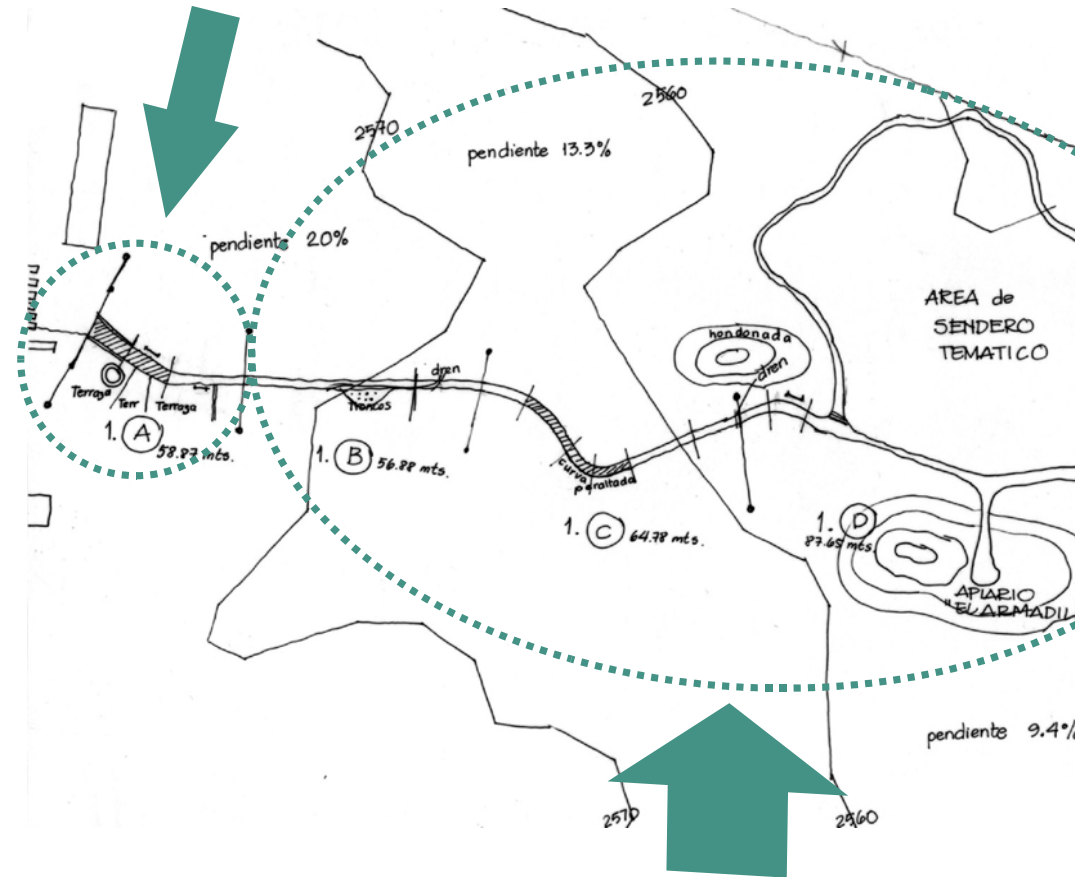 2560
2570
pendiente 13.3%
pendiente 20%
AREA de
SENDERO
TEMATICO
hondonada
dren
dren
Terraza
Terr
Terraza
troncos
1. A
58.87 mts.
1. B 56.88 mts.
curva
peraltada
1. C 64.78 mts.
1. D
87.65 mts.
APIARIO
"EL ARMADIL
pendiente 9.4%
2570
2560